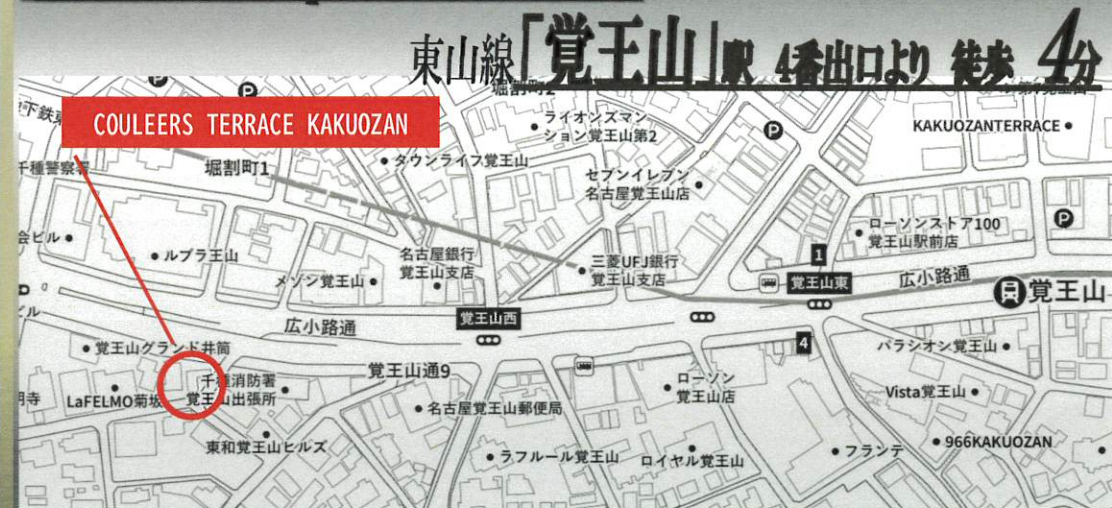 東山線「覚王山」駅 4番出口より 徒歩 4分
COULEERS TERRACE KAKUOZAN
堀割町2
ライオンズマン
ション覚王山第2
KAKUOZANTERRACE
千種警察署
堀割町1
タウンライフ覚王山
セブンイレブン
名古屋覚王山店
P
P
P
P
会ビル
ルブラ王山
メゾン覚王山
名古屋銀行
覚王山支店
三菱UFJ銀行
覚王山支店
1
ローソンストア100
覚王山駅前店
覚王山東
広小路通
覚王山
ビル
広小路通
覚王山西
4
覚王山グランド井筒
覚王山通9
パラシオン覚王山
千種消防署
覚王山出張所
LaFELMO菊坂
ローソン
覚王山店
Vista覚王山
名古屋覚王山郵便局
東和覚王山ヒルズ
ラフルール覚王山
ロイヤル覚王山
フランテ
966KAKUOZAN